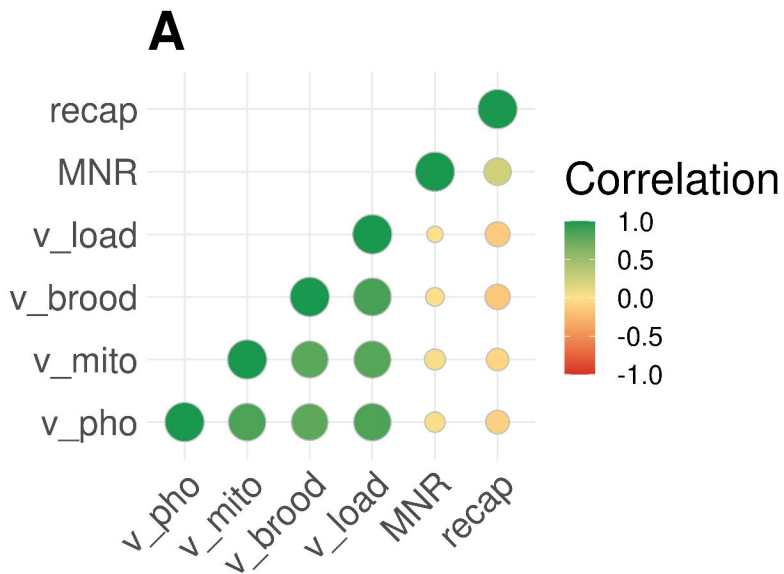 A
recap
MNR
v_load
v_brood
v_mito
v_pho
v_pho
v_mito
v_brood
v_load
MNR
recap
Correlation
1.0
0.5
0.0
-0.5
-1.0